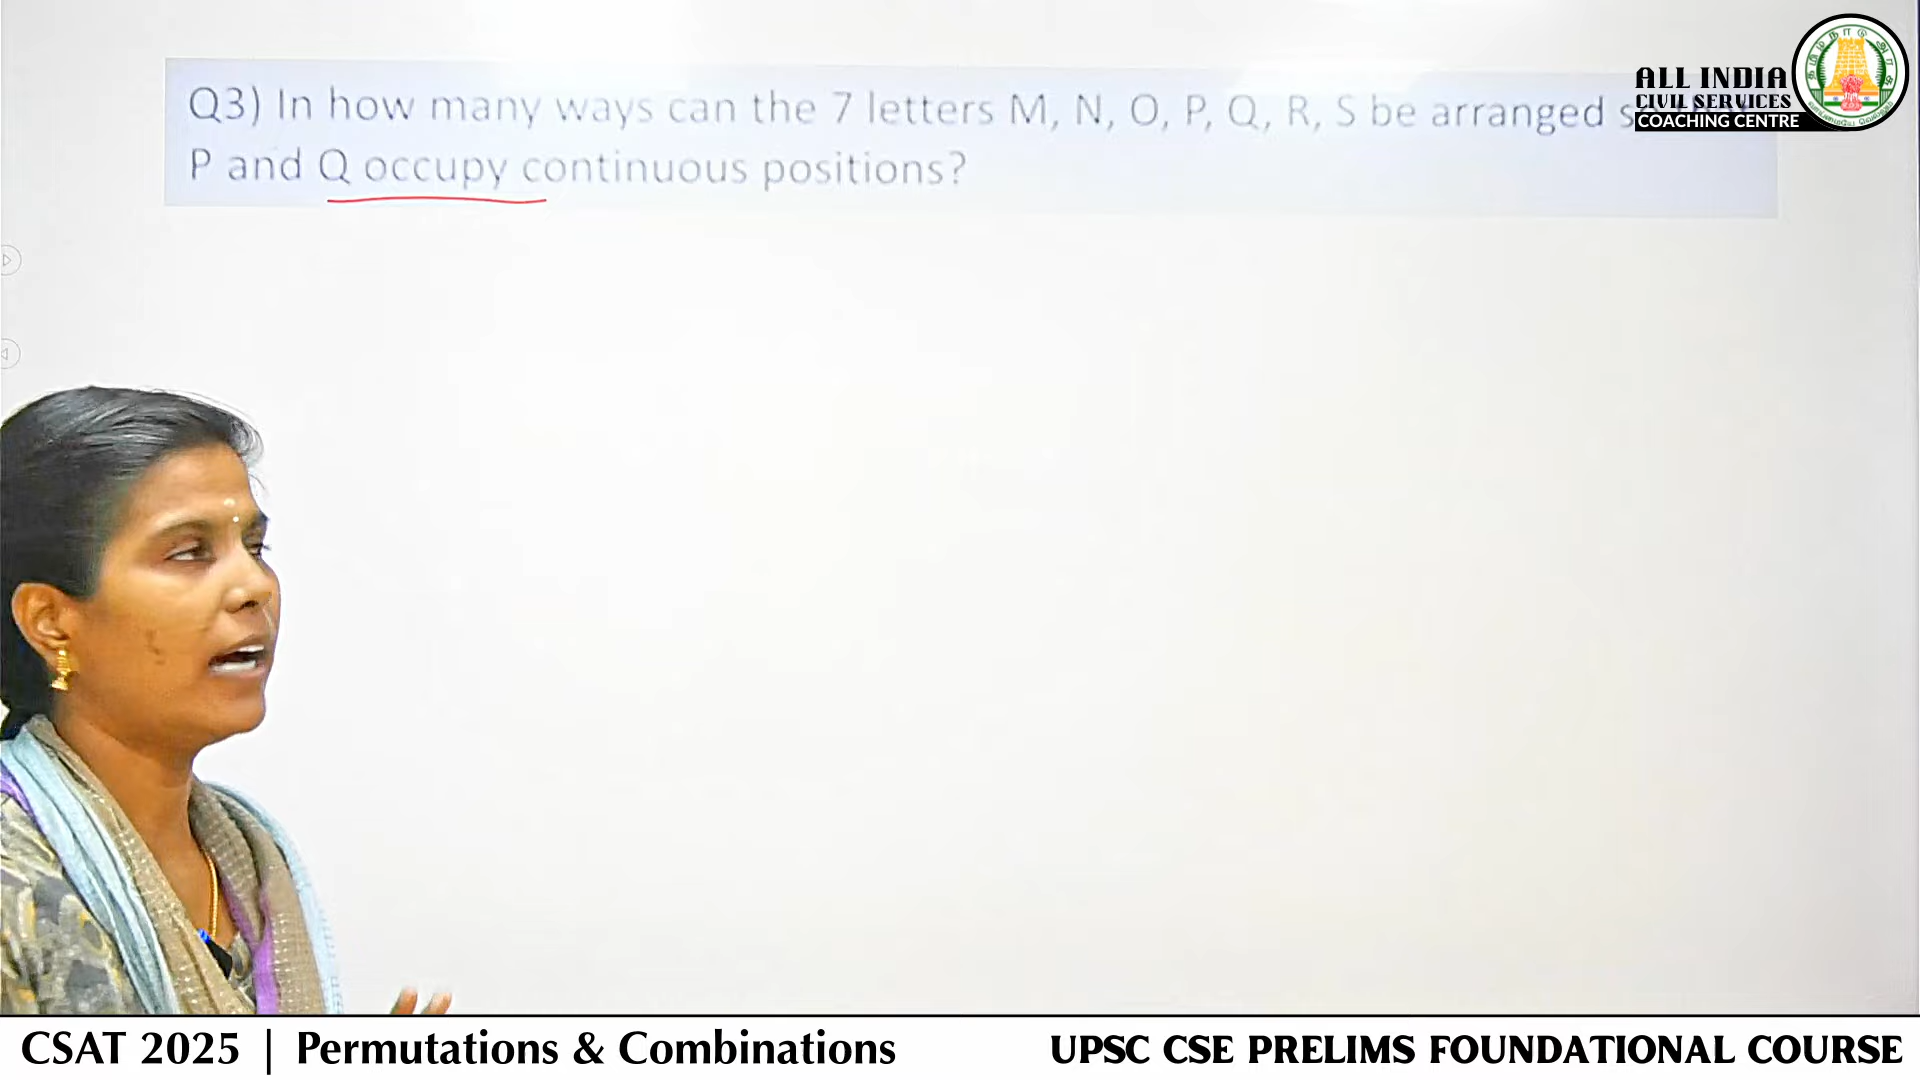 Q3) In how many ways can the 7 letters M, N, O, P, Q, R, S be arranged
P and Q occupy continuous positions?
ALL INDIA
CIVIL SERVICES
COACHING CENTRE
CSAT 2025 | Permutations & Combinations
UPSC CSE PRELIMS FOUNDATIONAL COURSE